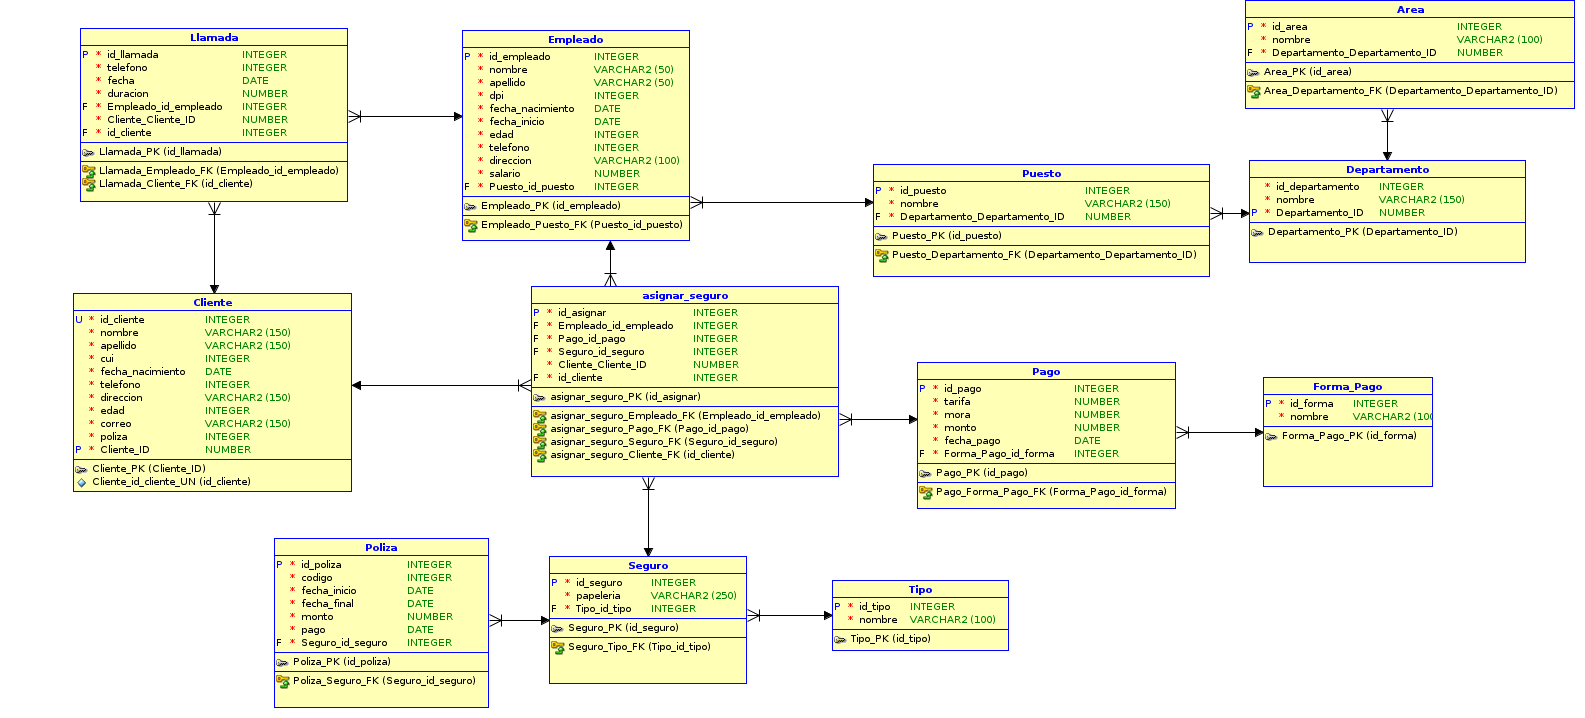 Llamada
P * id_llamada INTEGER
* telefono INTEGER
* fecha DATE
* duracion NUMBER
F * Empleado_id_empleado INTEGER
* Cliente_Cliente_ID NUMBER
F * id_cliente INTEGER
Llamada_PK (id_llamada)
Llamada_Empleado_FK (Empleado_id_empleado)
Llamada_Cliente_FK (id_cliente)
Empleado
P * id_empleado INTEGER
* nombre VARCHAR2 (50)
* apellido VARCHAR2 (50)
* dpi INTEGER
* fecha_nacimiento DATE
* fecha_inicio DATE
* edad INTEGER
* telefono INTEGER
* direccion VARCHAR2 (100)
* salario NUMBER
F * Puesto_id_puesto INTEGER
Empleado_PK (id_empleado)
Empleado_Puesto_FK (Puesto_id_puesto)
Area
P * id_area INTEGER
* nombre VARCHAR2 (100)
F * Departamento_Departamento_ID NUMBER
Area_PK (id_area)
Area_Departamento_FK (Departamento_Departamento_ID)
Puesto
P * id_puesto INTEGER
* nombre VARCHAR2 (150)
F * Departamento_Departamento_ID NUMBER
Puesto_PK (id_puesto)
Puesto_Departamento_FK (Departamento_Departamento_ID)
Departamento
* id_departamento INTEGER
* nombre VARCHAR2 (150)
P * Departamento_ID NUMBER
Departamento_PK (Departamento_ID)
Cliente
U * id_cliente INTEGER
* nombre VARCHAR2 (150)
* apellido VARCHAR2 (150)
* cui INTEGER
* fecha_nacimiento DATE
* telefono INTEGER
* direccion VARCHAR2 (150)
* edad INTEGER
* correo VARCHAR2 (150)
* poliza INTEGER
P * Cliente_ID NUMBER
Cliente_PK (Cliente_ID)
Cliente_id_cliente_UN (id_cliente)
asignar_seguro
P * id_asignar INTEGER
F * Empleado_id_empleado INTEGER
F * Pago_id_pago INTEGER
F * Seguro_id_seguro INTEGER
* Cliente_Cliente_ID NUMBER
F * id_cliente INTEGER
asignar_seguro_PK (id_asignar)
asignar_seguro_Empleado_FK (Empleado_id_empleado)
asignar_seguro_Pago_FK (Pago_id_pago)
asignar_seguro_Seguro_FK (Seguro_id_seguro)
asignar_seguro_Cliente_FK (id_cliente)
Pago
P * id_pago INTEGER
* tarifa NUMBER
* mora NUMBER
* monto NUMBER
* fecha_pago DATE
F * Forma_Pago_id_forma INTEGER
Pago_PK (id_pago)
Pago_Forma_Pago_FK (Forma_Pago_id_forma)
Forma_Pago
P * id_forma INTEGER
* nombre VARCHAR2 (100
Forma_Pago_PK (id_forma)
Poliza
P * id_poliza INTEGER
* codigo INTEGER
* fecha_inicio DATE
* fecha_final DATE
* monto NUMBER
* pago DATE
F * Seguro_id_seguro INTEGER
Poliza_PK (id_poliza)
Poliza_Seguro_FK (Seguro_id_seguro)
Seguro
P * id_seguro INTEGER
* papeleria VARCHAR2 (250)
F * Tipo_id_tipo INTEGER
Seguro_PK (id_seguro)
Seguro_Tipo_FK (Tipo_id_tipo)
Tipo
P * id_tipo INTEGER
* nombre VARCHAR2 (100)
Tipo_PK (id_tipo)